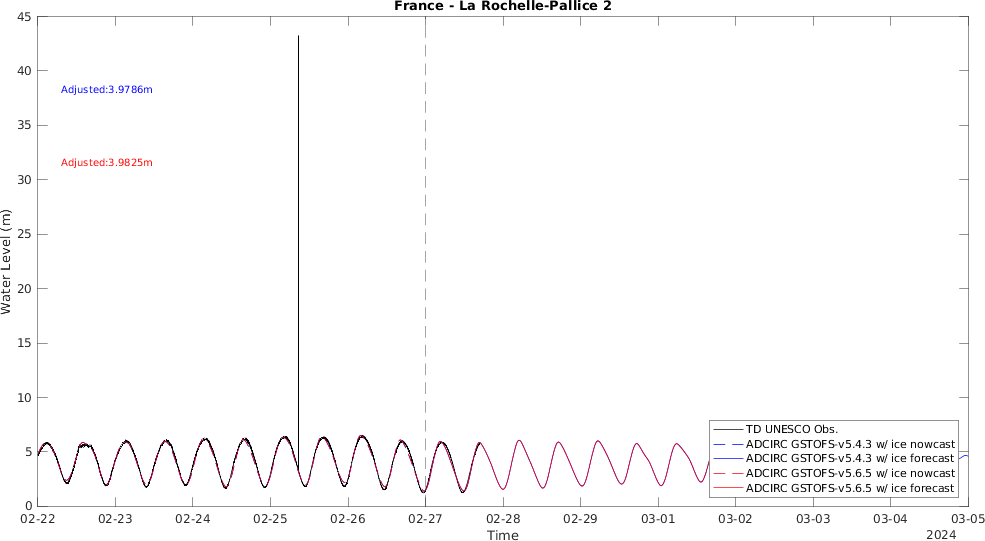 France - La Rochelle-Pallice 2
45
40
35
30
25
20
15
10
5
0
Water Level (m)
Adjusted:3.9786m
Adjusted:3.9825m
TD UNESCO Obs.
ADCIRC GSTOFS-v5.4.3 w/ ice nowcast
ADCIRC GSTOFS-v5.4.3 w/ ice forecast
ADCIRC GSTOFS-v5.6.5 w/ ice nowcast
ADCIRC GSTOFS-v5.6.5 w/ ice forecast
02-22 02-23 02-24 02-25 02-26 02-27 02-28 02-29 03-01 03-02 03-03 03-04 03-05
Time
2024